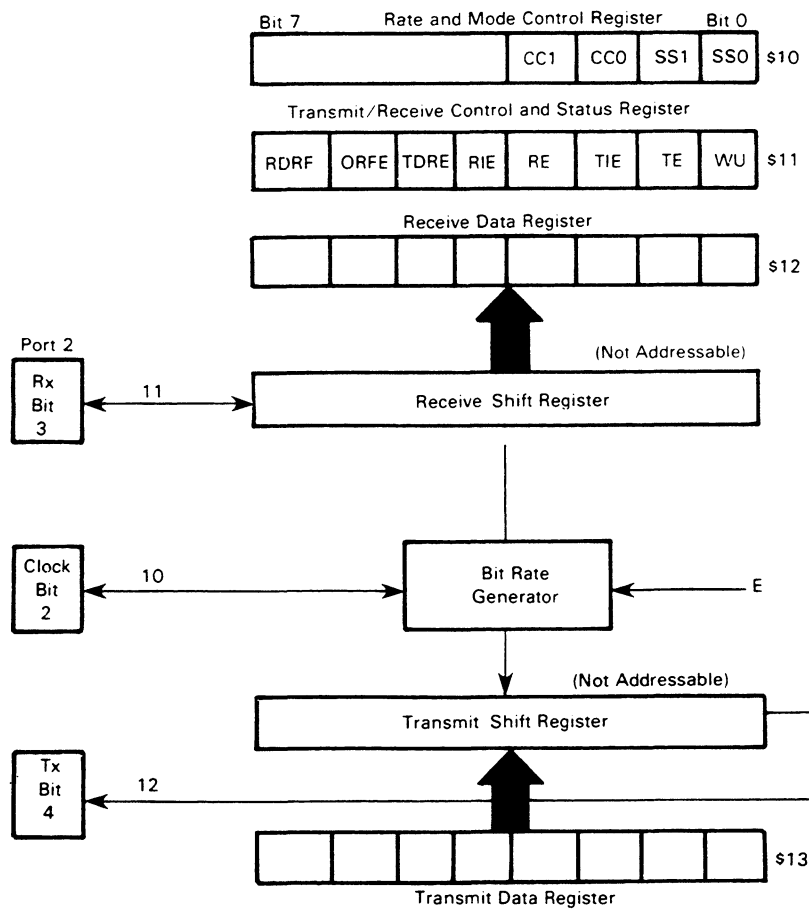 Bit 7 Rate and Mode Control Register Bit 0
CC1 CC0 SS1 SS0 $10
Transmit/Receive Control and Status Register
RDRF ORFE TDRE RIE RE TIE TE WU $11
Receive Data Register
$12
Port 2
(Not Addressable)
Rx
Bit
3
11
Receive Shift Register
Clock
Bit
2
10
Bit Rate
Generator
E
(Not Addressable)
Transmit Shift Register
Tx
Bit
4
12
$13
Transmit Data Register